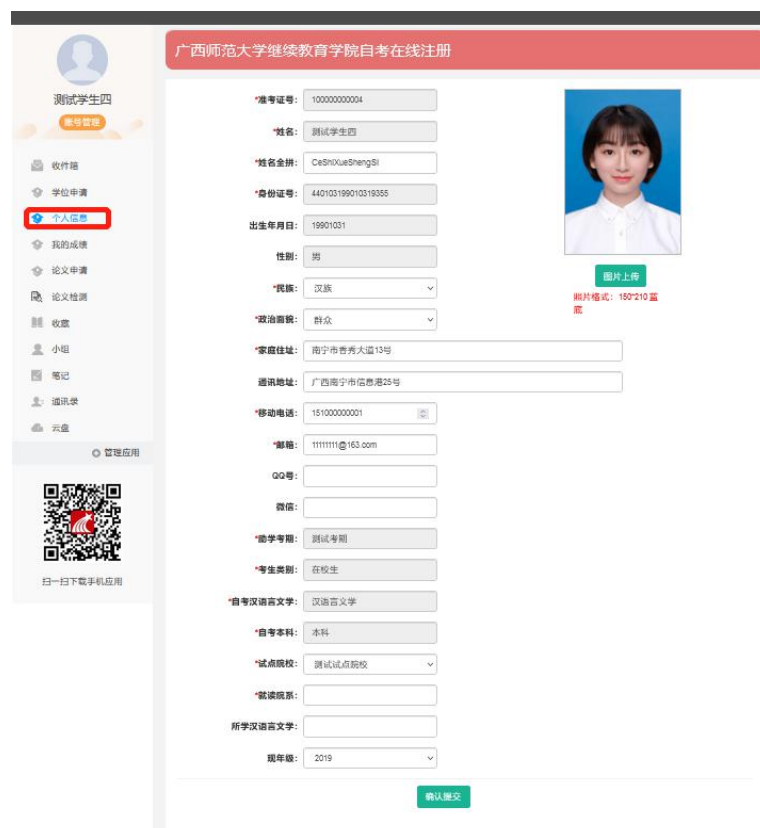 广西师范大学继续教育学院自考在线注册
测试学生四
账号管理
收件箱
学位申请
个人信息
我的成绩
论文申请
论文检测
收藏
小组
笔记
通讯录
云盘
管理应用
扫一扫下载手机应用
*准考证号: 100000000004
*姓名: 测试学生四
*姓名全拼: CeShiXueShengSi
*身份证号: 440103199010319355
出生年月日: 19901031
性别: 男
*民族: 汉族
*政治面貌: 群众
*家庭住址: 南宁市香秀大道13号
通讯地址: 广西南宁市信息港25号
*移动电话: 151000000001
*邮箱: 11111111@163.com
QQ号:
微信:
*助学考期: 测试考期
*考生类别: 在校生
*自考汉语言文学: 汉语言义学
*自考本科: 本科
*试点院校: 测试试点院校
*就读院系:
所学汉语言文学:
现年级: 2019
图片上传
照片格式: 150*210 蓝
底
确认提交